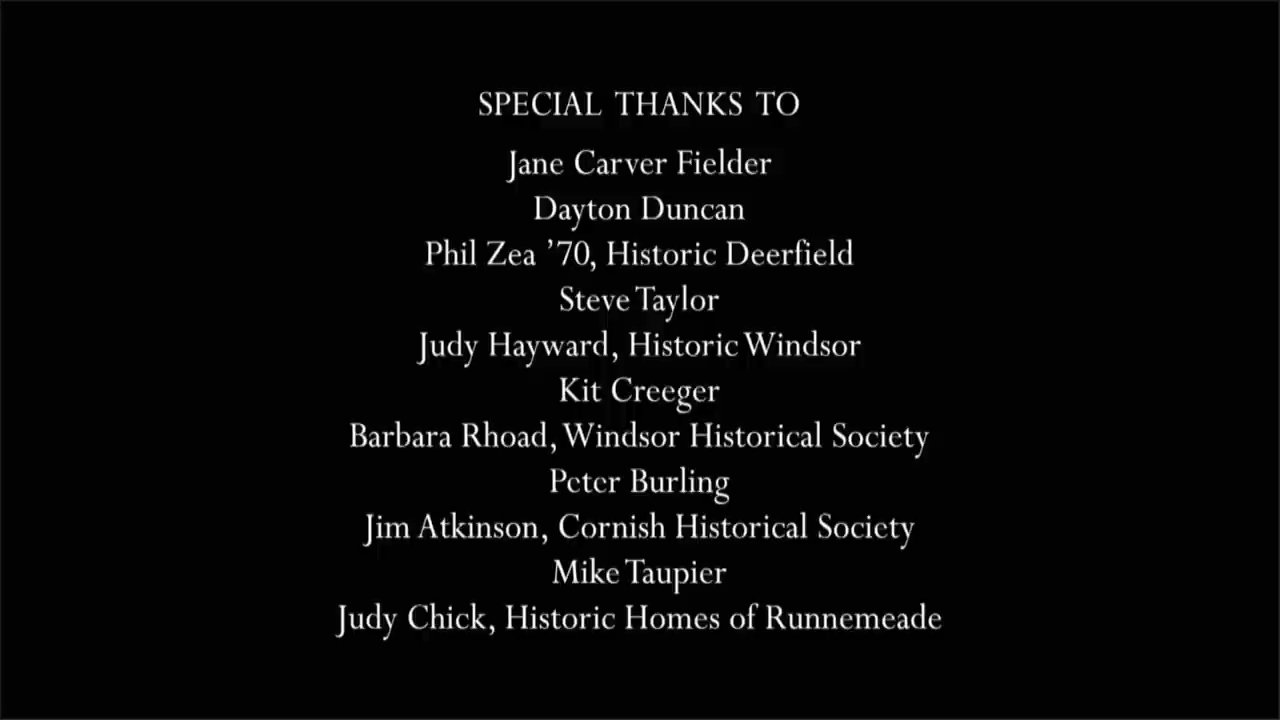 SPECIAL THANKS TO
Jane Carver Fielder
Dayton Duncan
Phil Zea ’70, Historic Deerfield
Steve Taylor
Judy Hayward, Historic Windsor
Kit Creeger
Barbara Rhoad, Windsor Historical Society
Peter Burling
Jim Atkinson, Cornish Historical Society
Mike Taupier
Judy Chick, Historic Homes of Runnemeade